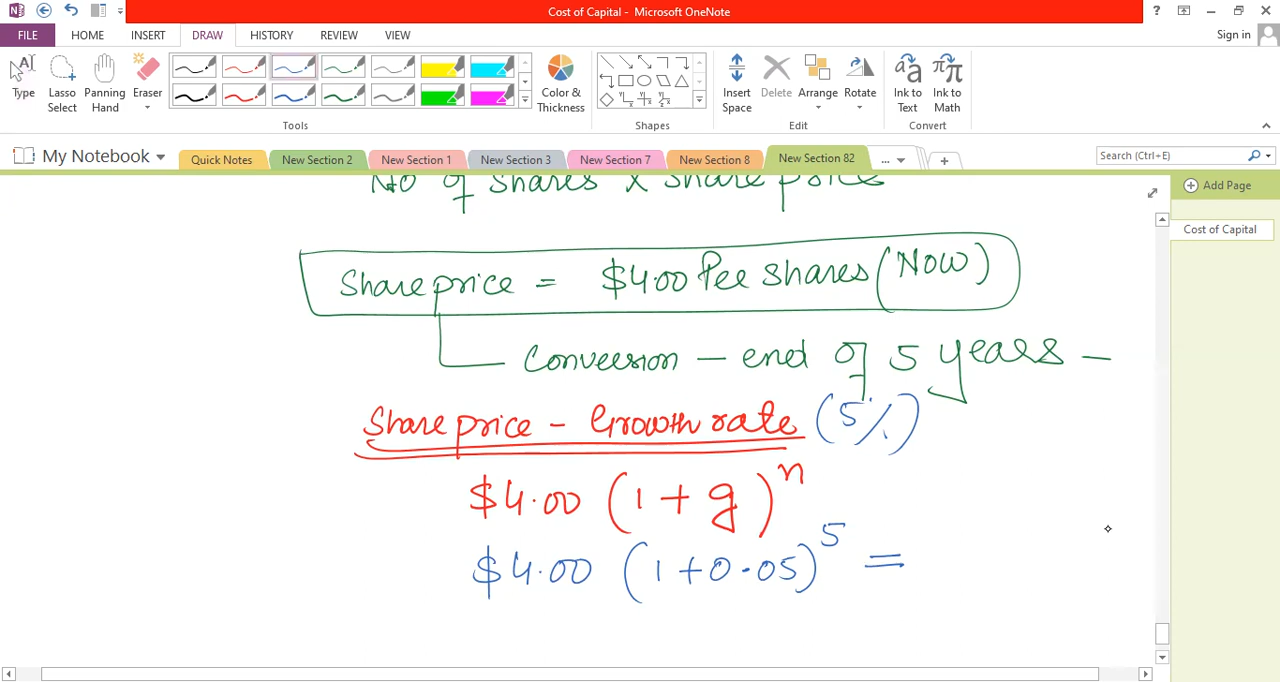 Cost of Capital - Microsoft OneNote
FILE HOME INSERT DRAW HISTORY REVIEW VIEW Sign in
Type Lasso Select Panning Hand Eraser Color & Thickness Insert Space Delete Arrange Rotate Ink to Text Ink to Math
Tools Shapes Edit Convert
My Notebook Quick Notes New Section 2 New Section 1 New Section 3 New Section 7 New Section 8 New Section 82 ... Search (Ctrl+E)
Add Page
Cost of Capital
No of shares x share price
Share price = $4.00 Per shares (Now)
Conversion - end of 5 years -
Share price - Growth rate (5%)
$4.00 (1 + g)^n
$4.00 (1 + 0.05)^5 =